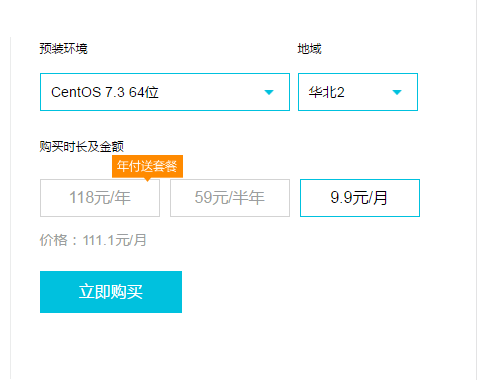 预装环境 地域
CentOS 7.3 64位 华北2
购买时长及金额
年付送套餐
118元/年 59元/半年 9.9元/月
价格：111.1元/月
立即购买